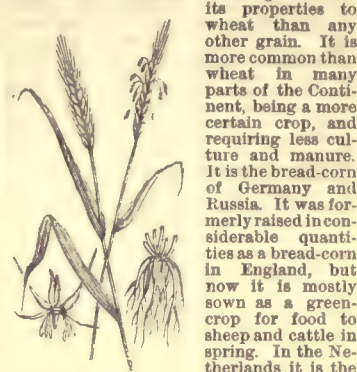 its properties to
wheat than any
other grain. It is
more common than
wheat in many
parts of the Conti-
nent, being a more
certain crop, and
requiring less cul-
ture and manure.
It is the bread-corn
of Germany and
Russia. It was for-
merly raised in con-
siderable quanti-
ties as a bread-corn
in England, but
now it is mostly
sown as a green-
crop for food to
sheep and cattle in
spring. In the Ne-
therlands it is the